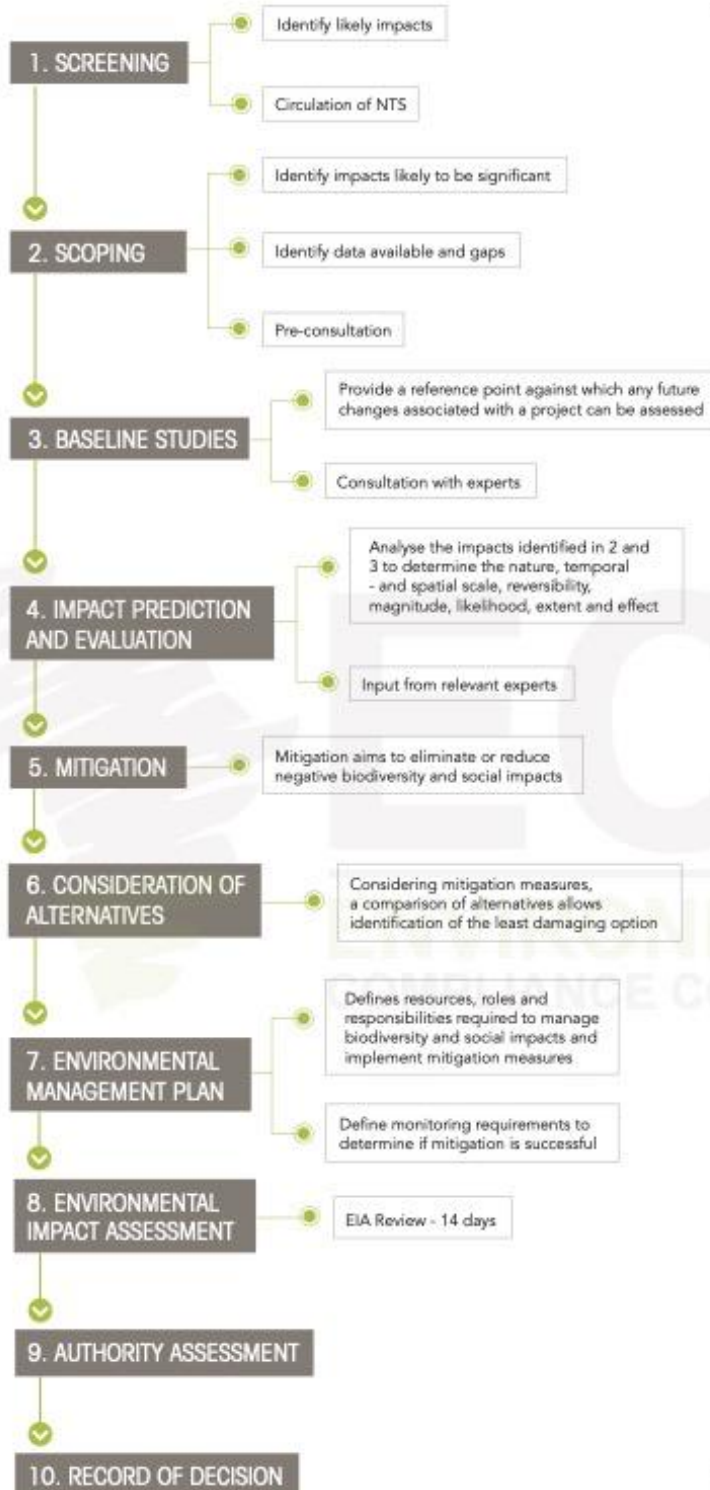 Identify likely impacts
1. SCREENING
Circulation of NTS
Identify impacts likely to be significant
2. SCOPING
Identify data available and gaps
Pre-consultation
Provide a reference point against which any future
changes associated with a project can be assessed
3. BASELINE STUDIES
Consultation with experts
Analyse the impacts identified in 2 and
3 to determine the nature, temporal
- and spatial scale, reversibility,
magnitude, likelihood, extent and effect
4. IMPACT PREDICTION
AND EVALUATION
Input from relevant experts
5. MITIGATION
Mitigation aims to eliminate or reduce
negative biodiversity and social impacts
6. CONSIDERATION OF
ALTERNATIVES
Considering mitigation measures,
a comparison of alternatives allows
identification of the least damaging option
Defines resources, roles and
responsibilities required to manage
biodiversity and social impacts and
implement mitigation measures
7. ENVIRONMENTAL
MANAGEMENT PLAN
Define monitoring requirements to
determine if mitigation is successful
8. ENVIRONMENTAL
IMPACT ASSESSMENT
EIA Review - 14 days
9. AUTHORITY ASSESSMENT
10. RECORD OF DECISION